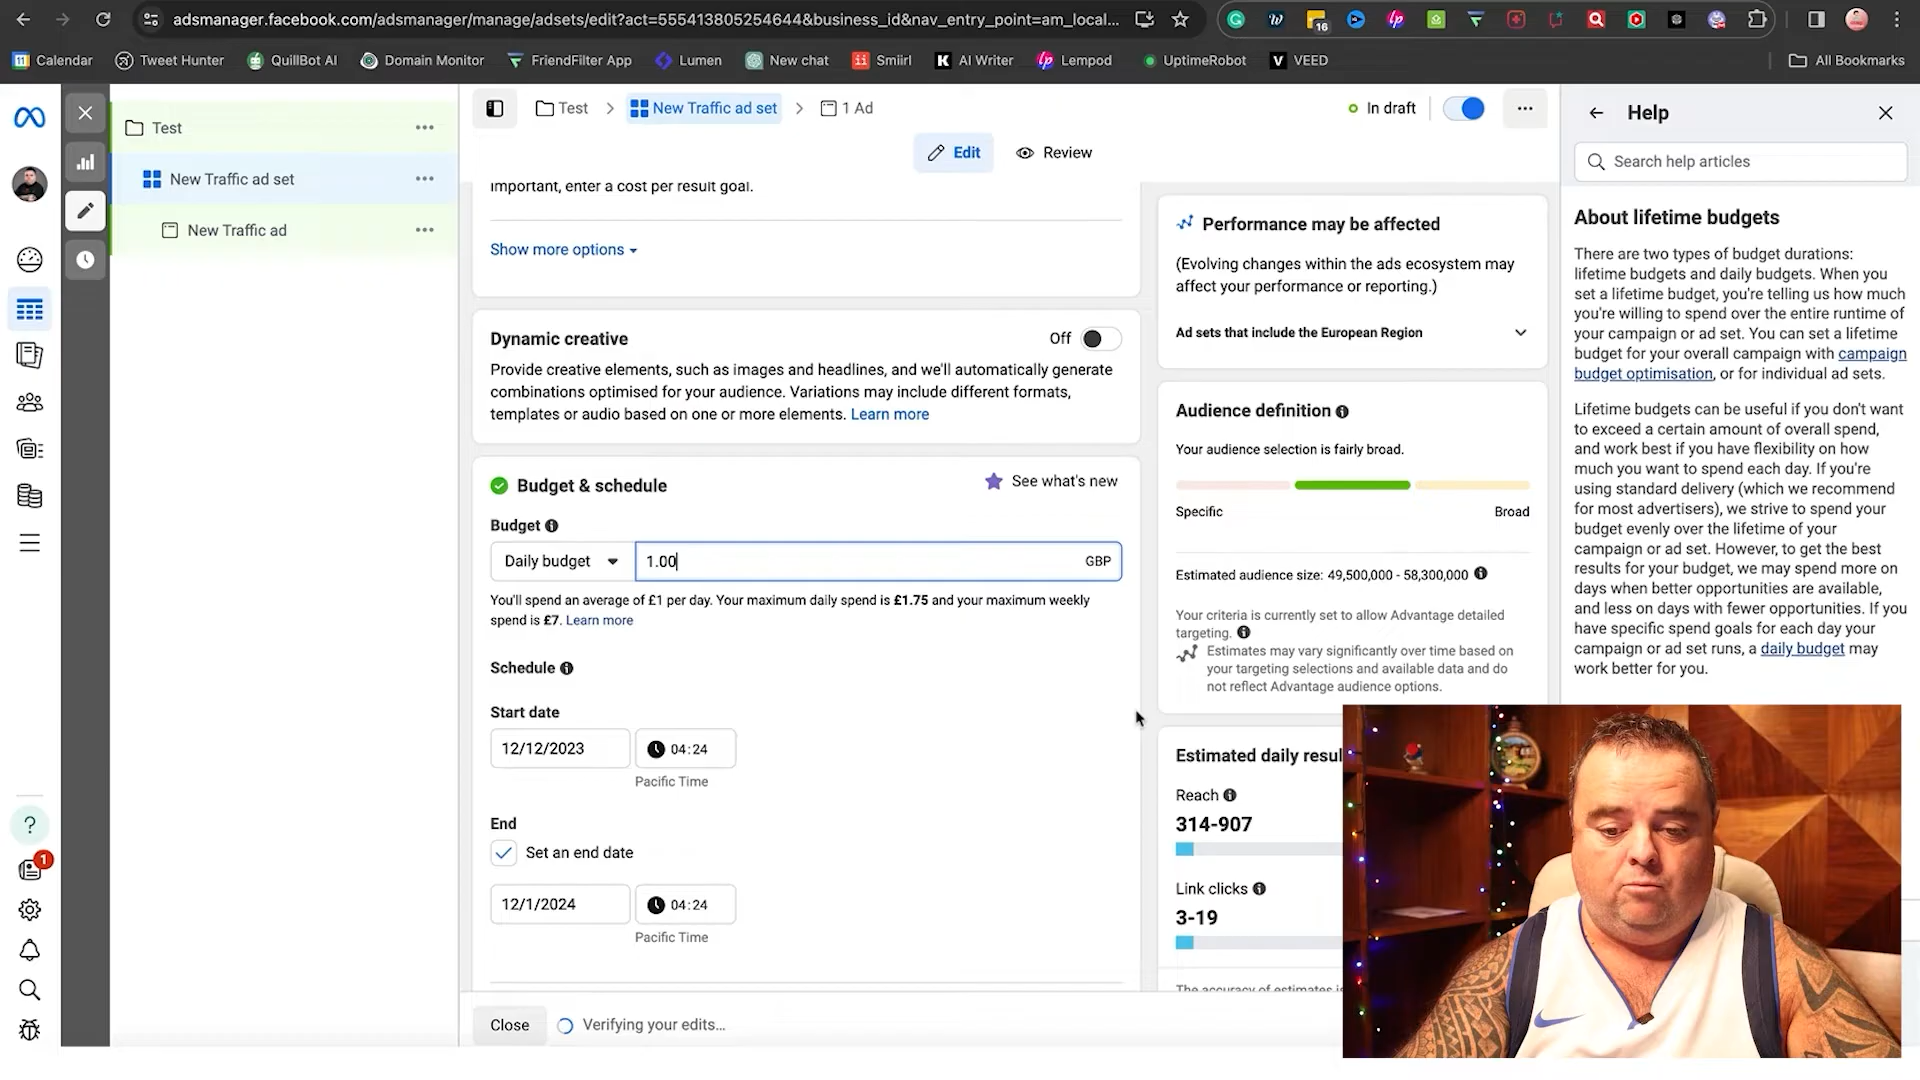 adsmanager.facebook.com/adsmanager/manage/adsets/edit?act=555413805254644&business_id&nav_entry_point=am_local...
16
11 Calendar
Tweet Hunter
QuillBot AI
Domain Monitor
FriendFilter App
Lumen
New chat
Smiirl
AI Writer
Lempod
UptimeRobot
VEED
All Bookmarks
Test
New Traffic ad set
New Traffic ad
1
Test
New Traffic ad set
1 Ad
In draft
Edit
Review
important, enter a cost per result goal.
Show more options
Dynamic creative
Off
Provide creative elements, such as images and headlines, and we'll automatically generate
combinations optimised for your audience. Variations may include different formats,
templates or audio based on one or more elements. Learn more
Budget & schedule
See what's new
Budget
Daily budget
1.00
GBP
You'll spend an average of £1 per day. Your maximum daily spend is £1.75 and your maximum weekly
spend is £7. Learn more
Schedule
Start date
12/12/2023
04:24
Pacific Time
End
Set an end date
12/1/2024
04:24
Pacific Time
Close
Verifying your edits...
Performance may be affected
(Evolving changes within the ads ecosystem may
affect your performance or reporting.)
Ad sets that include the European Region
Audience definition
Your audience selection is fairly broad.
Specific
Broad
Estimated audience size: 49,500,000 - 58,300,000
Your criteria is currently set to allow Advantage detailed
targeting.
Estimates may vary significantly over time based on
your targeting selections and available data and do
not reflect Advantage audience options.
Estimated daily resul
Reach
314-907
Link clicks
3-19
The accuracy of estimates i
Help
Search help articles
About lifetime budgets
There are two types of budget durations:
lifetime budgets and daily budgets. When you
set a lifetime budget, you're telling us how much
you're willing to spend over the entire runtime of
your campaign or ad set. You can set a lifetime
budget for your overall campaign with campaign
budget optimisation, or for individual ad sets.
Lifetime budgets can be useful if you don't want
to exceed a certain amount of overall spend,
and work best if you have flexibility on how
much you want to spend each day. If you're
using standard delivery (which we recommend
for most advertisers), we strive to spend your
budget evenly over the lifetime of your
campaign or ad set. However, to get the best
results for your budget, we may spend more on
days when better opportunities are available,
and less on days with fewer opportunities. If you
have specific spend goals for each day your
campaign or ad set runs, a daily budget may
work better for you.